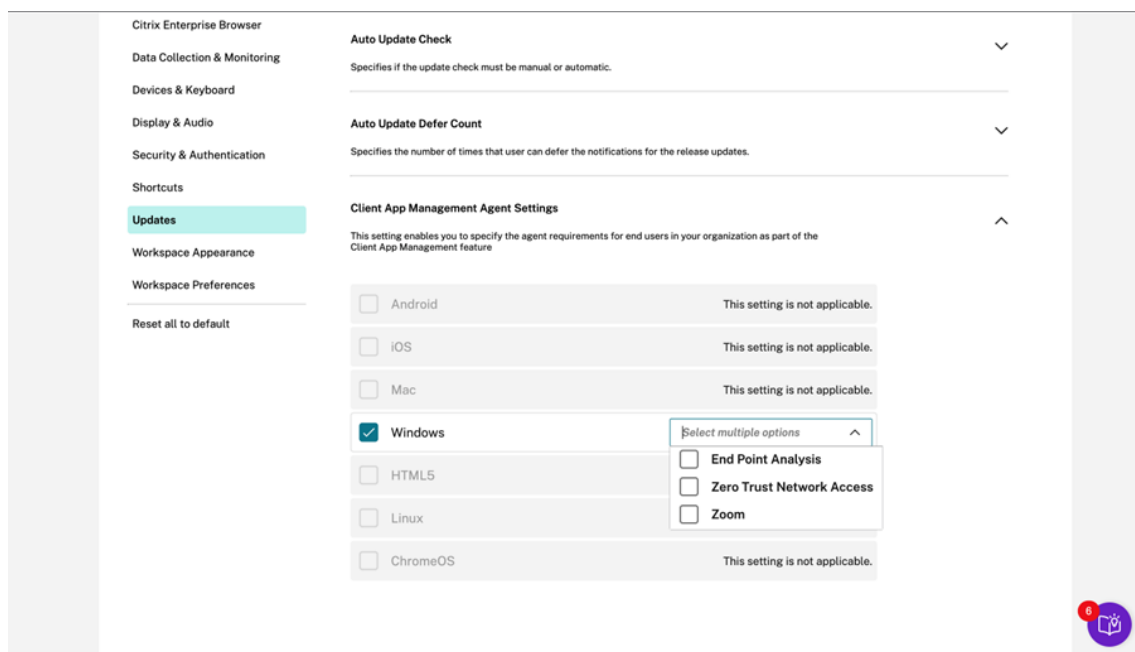 Citrix Enterprise Browser
Data Collection & Monitoring
Devices & Keyboard
Display & Audio
Security & Authentication
Shortcuts
Updates
Workspace Appearance
Workspace Preferences
Reset all to default
Auto Update Check
Specifies if the update check must be manual or automatic.
Auto Update Defer Count
Specifies the number of times that user can defer the notifications for the release updates.
Client App Management Agent Settings
This setting enables you to specify the agent requirements for end users in your organization as part of the
Client App Management feature
Android This setting is not applicable.
iOS This setting is not applicable.
Mac This setting is not applicable.
Windows Select multiple options
End Point Analysis
HTML5
Zero Trust Network Access
Zoom
Linux
ChromeOS This setting is not applicable.
6